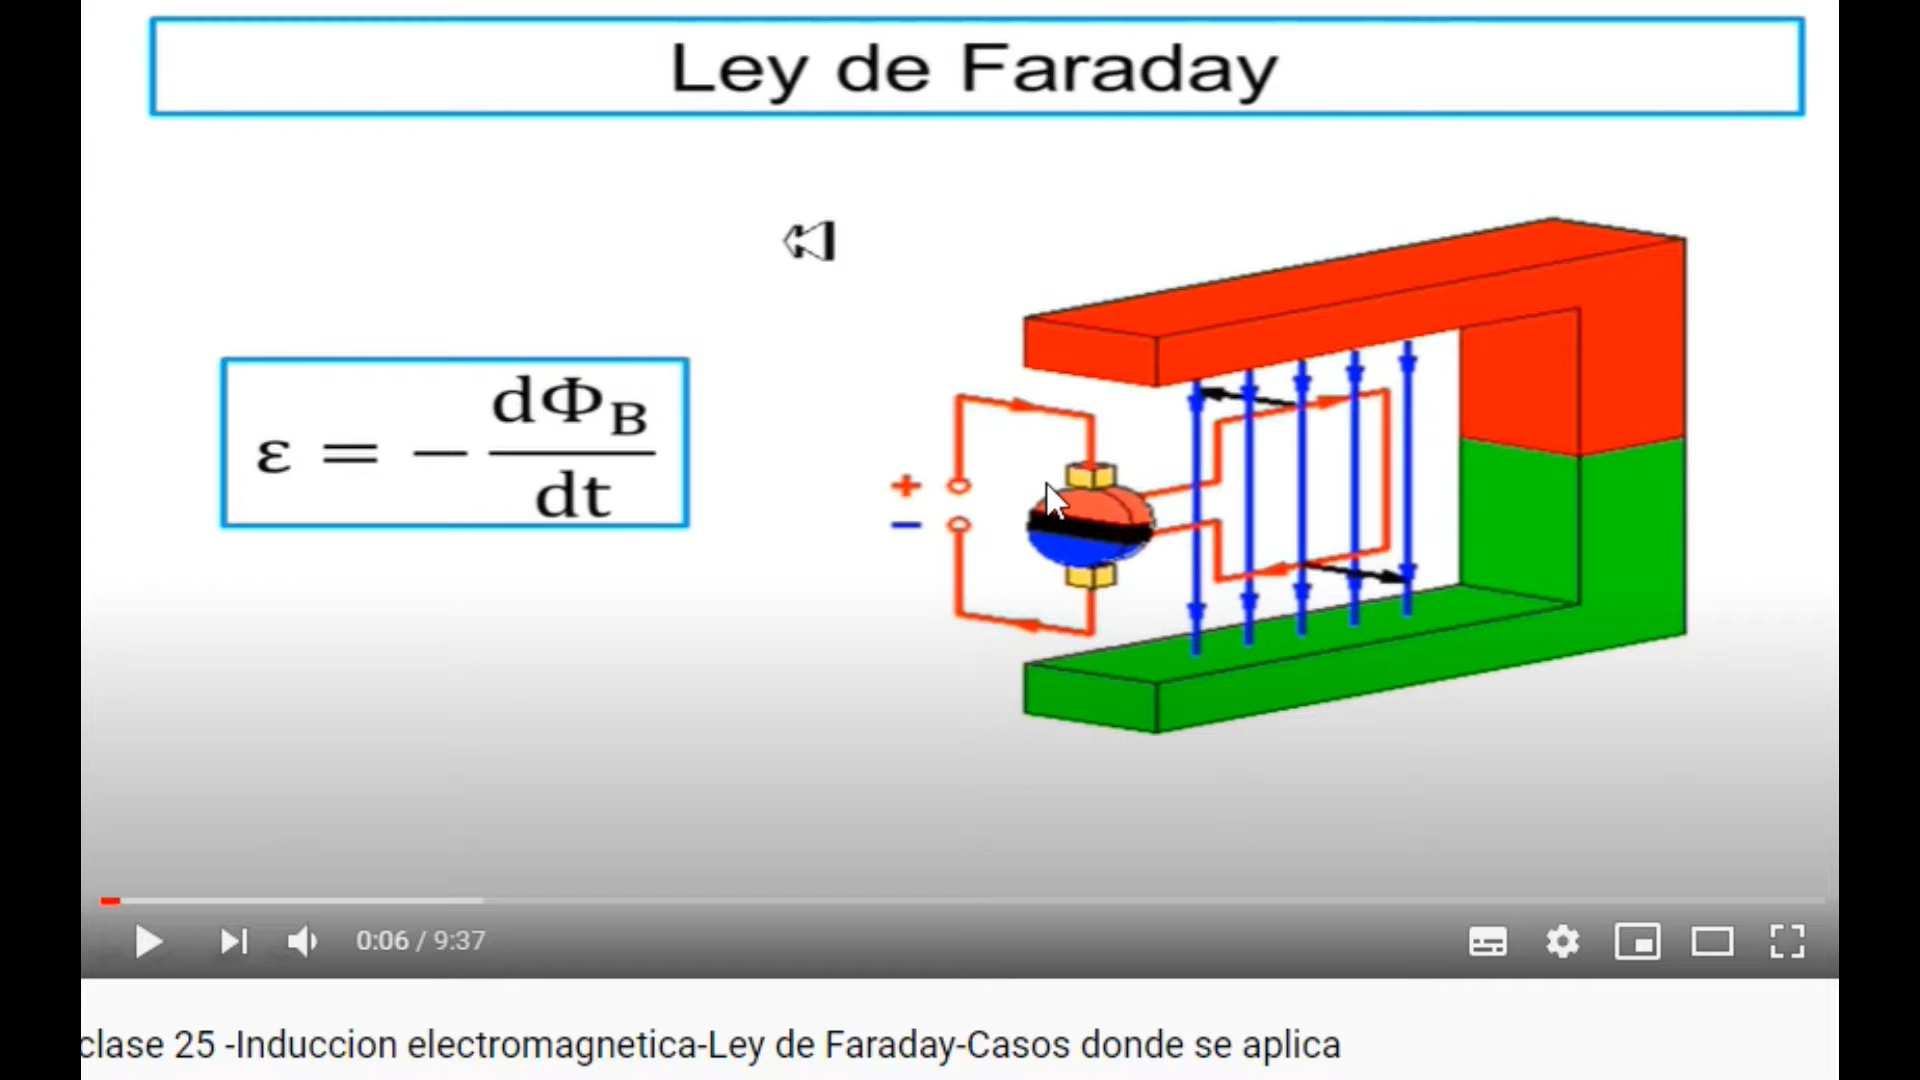 Ley de Faraday
ε = − dΦ_B / dt
+
−
0:06 / 9:37
clase 25 -Induccion electromagnetica-Ley de Faraday-Casos donde se aplica